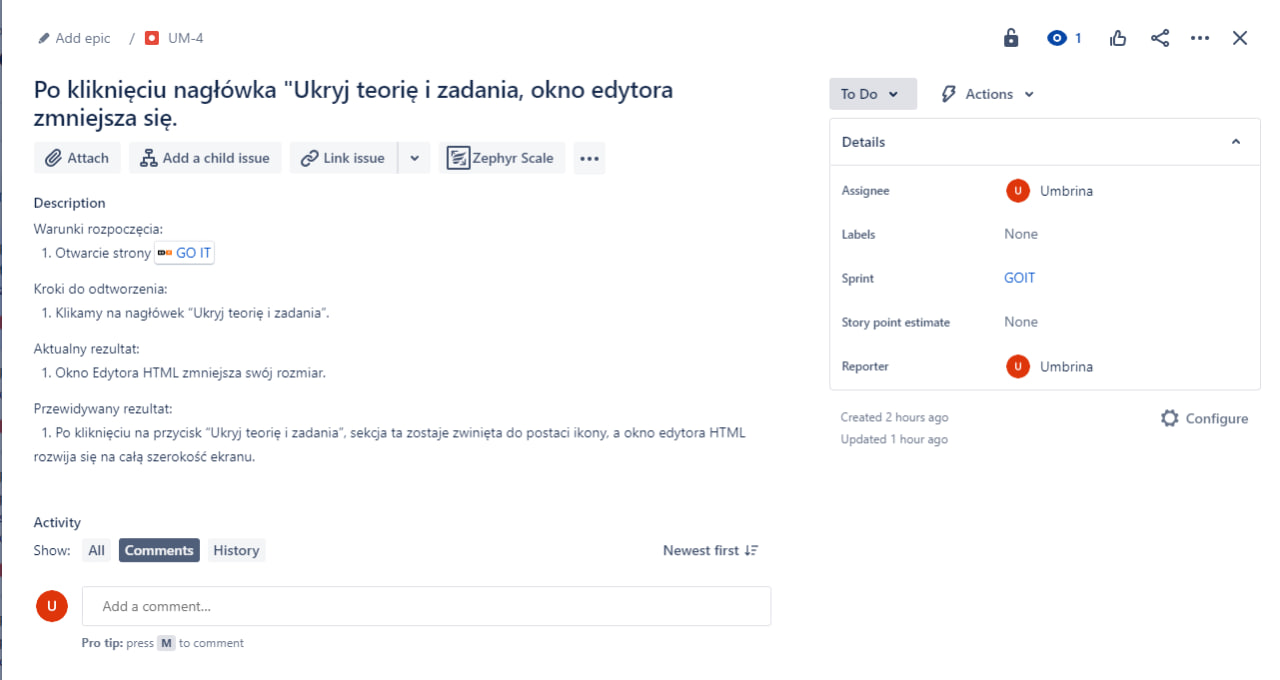 Add epic / UM-4
1
Po kliknięciu nagłówka "Ukryj teorię i zadania, okno edytora
zmniejsza się.
To Do
Actions
Attach
Add a child issue
Link issue
Zephyr Scale
Details
Assignee
U Umbrina
Labels
None
Sprint
GOIT
Story point estimate
None
Reporter
U Umbrina
Created 2 hours ago
Updated 1 hour ago
Configure
Description
Warunki rozpoczęcia:
1. Otwarcie strony GO IT
Kroki do odtworzenia:
1. Klikamy na nagłówek “Ukryj teorię i zadania”.
Aktualny rezultat:
1. Okno Edytora HTML zmniejsza swój rozmiar.
Przewidywany rezultat:
1. Po kliknięciu na przycisk “Ukryj teorię i zadania”, sekcja ta zostaje zwinięta do postaci ikony, a okno edytora HTML
rozwija się na całą szerokość ekranu.
Activity
Show: All Comments History
Newest first
U
Add a comment...
Pro tip: press M to comment